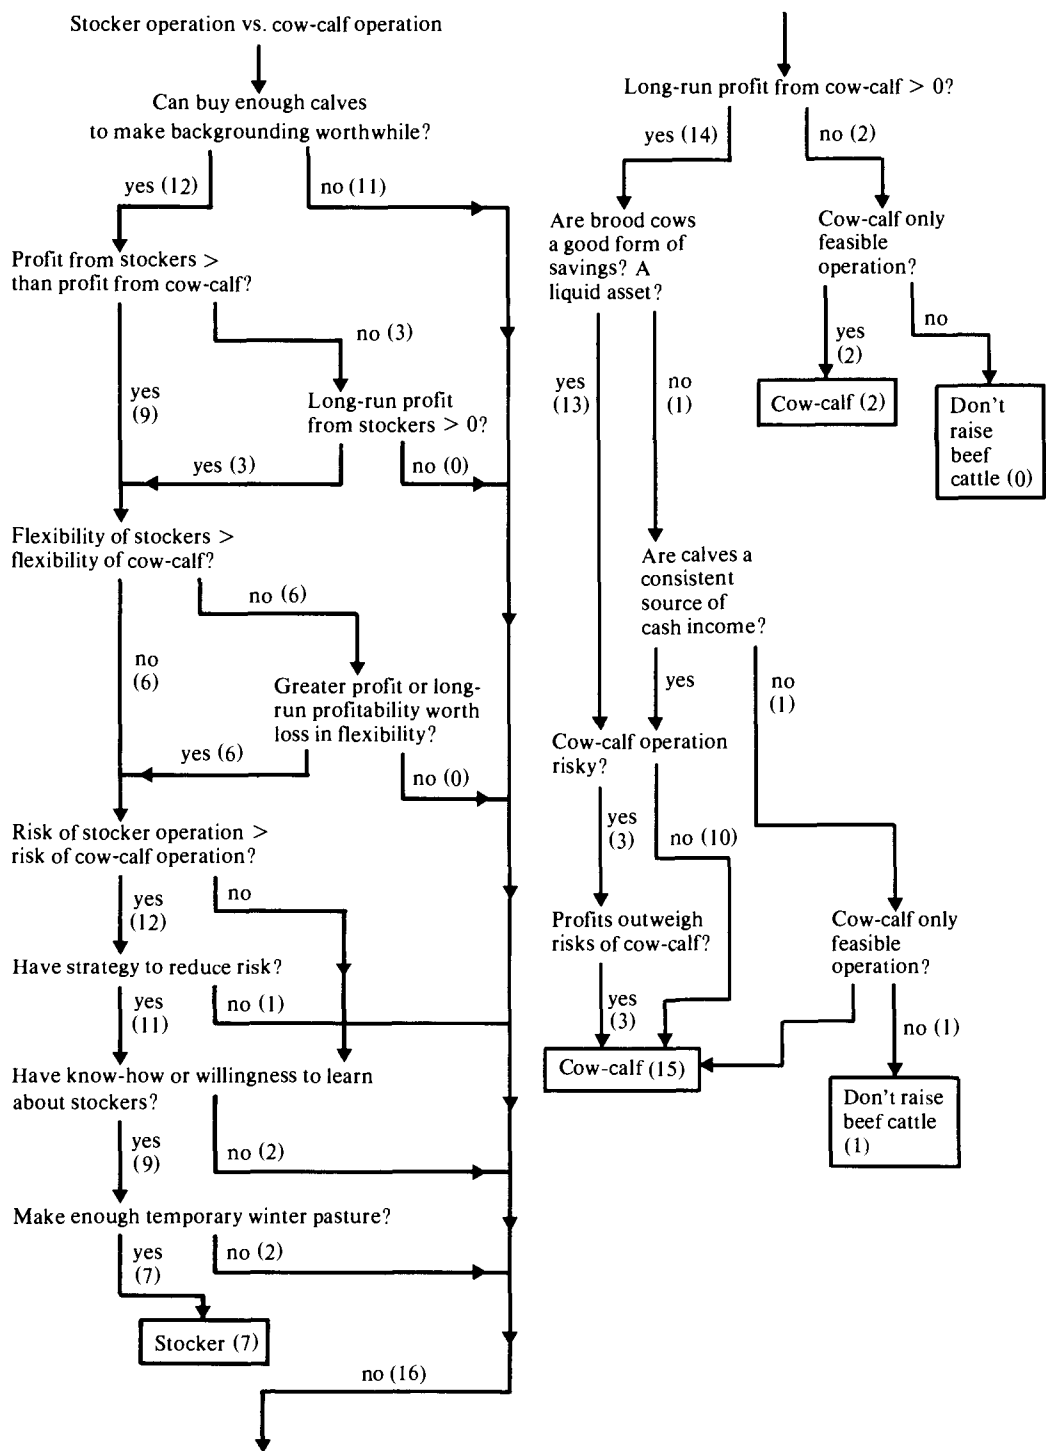 Stocker operation vs. cow-calf operation
Can buy enough calves
to make backgrounding worthwhile?
yes (12)
no (11)
Profit from stockers >
than profit from cow-calf?
no (3)
yes
(9)
Long-run profit
from stockers > 0?
yes (3)
no (0)
Flexibility of stockers >
flexibility of cow-calf?
no (6)
no
(6)
Greater profit or long-
run profitability worth
loss in flexibility?
yes (6)
no (0)
Risk of stocker operation >
risk of cow-calf operation?
yes
(12)
no
Have strategy to reduce risk?
yes
(11)
no (1)
Have know-how or willingness to learn
about stockers?
yes
(9)
no (2)
Make enough temporary winter pasture?
yes
(7)
no (2)
Stocker (7)
no (16)
Long-run profit from cow-calf > 0?
yes (14)
no (2)
Are brood cows
a good form of
savings? A
liquid asset?
Cow-calf only
feasible
operation?
yes
(2)
no
Cow-calf (2)
Don't
raise
beef
cattle (0)
yes
(13)
no
(1)
Are calves a
consistent
source of
cash income?
yes
no
(1)
Cow-calf operation
risky?
yes
(3)
no (10)
Profits outweigh
risks of cow-calf?
yes
(3)
Cow-calf only
feasible
operation?
no (1)
Cow-calf (15)
Don't raise
beef cattle
(1)